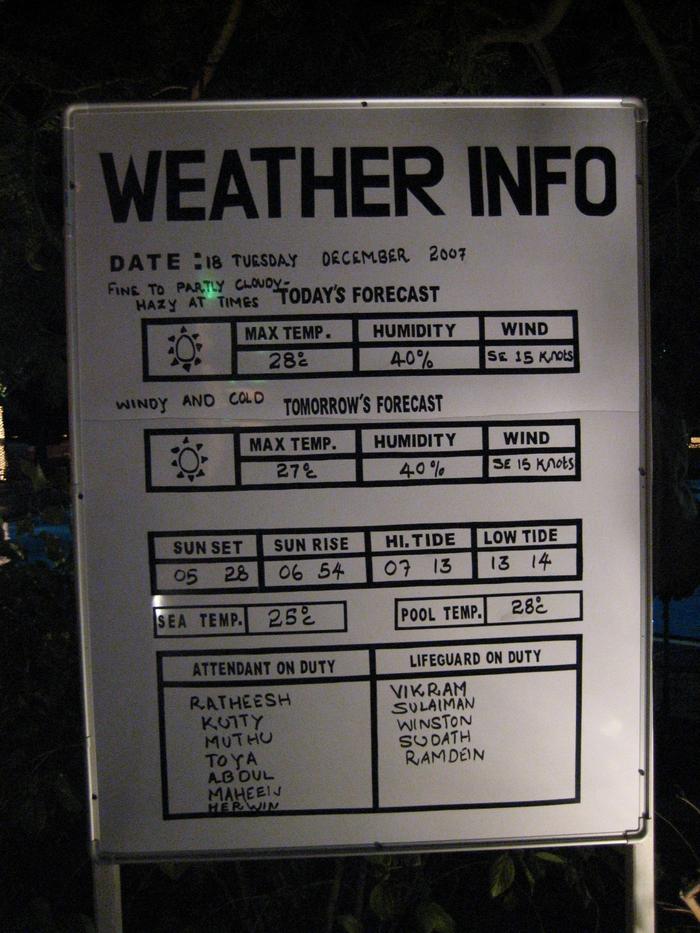 WEATHER INFO
DATE : 18 TUESDAY DECEMBER 2007
FINE TO PARTLY CLOUDY-
HAZY AT TIMES TODAY'S FORECAST
MAX TEMP. HUMIDITY WIND
28°c 40% SE 15 Knots
WINDY AND COLD TOMORROW'S FORECAST
MAX TEMP. HUMIDITY WIND
27°c 40% SE 15 Knots
SUN SET SUN RISE HI. TIDE LOW TIDE
05 28 06 54 07 13 13 14
SEA TEMP. 25°c POOL TEMP. 28°c
ATTENDANT ON DUTY LIFEGUARD ON DUTY
RATHEESH VIKRAM
KUTTY SULAIMAN
MUTHU WINSTON
TOYA SUDATH
ABDUL RAMDEIN
MAHEEN
HERWIN